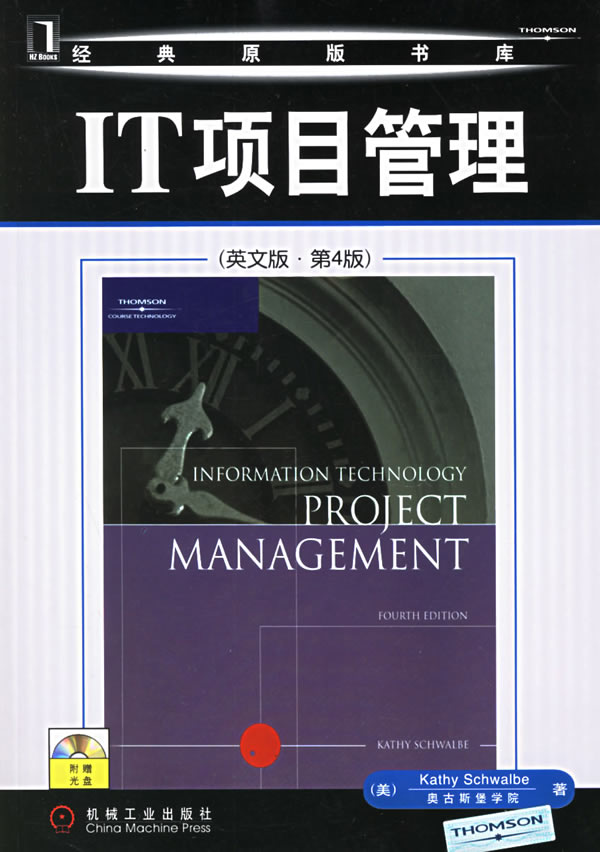 HZ BOOKS
THOMSON
经典原版书库
IT项目管理
(英文版·第4版)
THOMSON
COURSE TECHNOLOGY
INFORMATION TECHNOLOGY
PROJECT
MANAGEMENT
FOURTH EDITION
KATHY SCHWALBE
附赠
光盘
(美) Kathy Schwalbe 著
奥古斯堡学院
机械工业出版社
China Machine Press
THOMSON